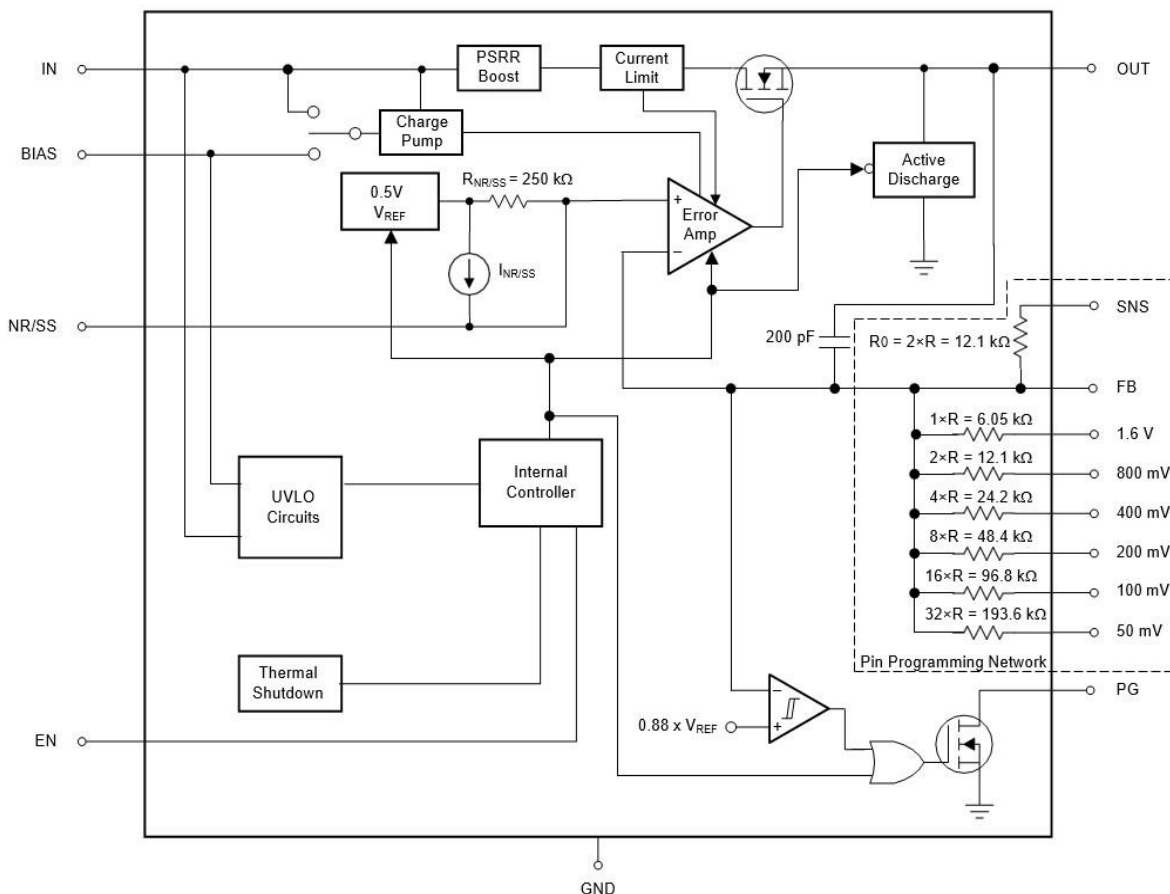 IN
PSRR
Boost
Current
Limit
OUT
Charge
Pump
BIAS
Active
Discharge
0.5V
VREF
RNR/SS = 250 kΩ
+
Error
Amp
−
INR/SS
NR/SS
200 pF
SNS
R0 = 2×R = 12.1 kΩ
FB
1×R = 6.05 kΩ
1.6 V
2×R = 12.1 kΩ
800 mV
4×R = 24.2 kΩ
400 mV
8×R = 48.4 kΩ
200 mV
16×R = 96.8 kΩ
100 mV
32×R = 193.6 kΩ
50 mV
Pin Programming Network
UVLO
Circuits
Internal
Controller
Thermal
Shutdown
PG
−
0.88 x VREF
+
EN
GND